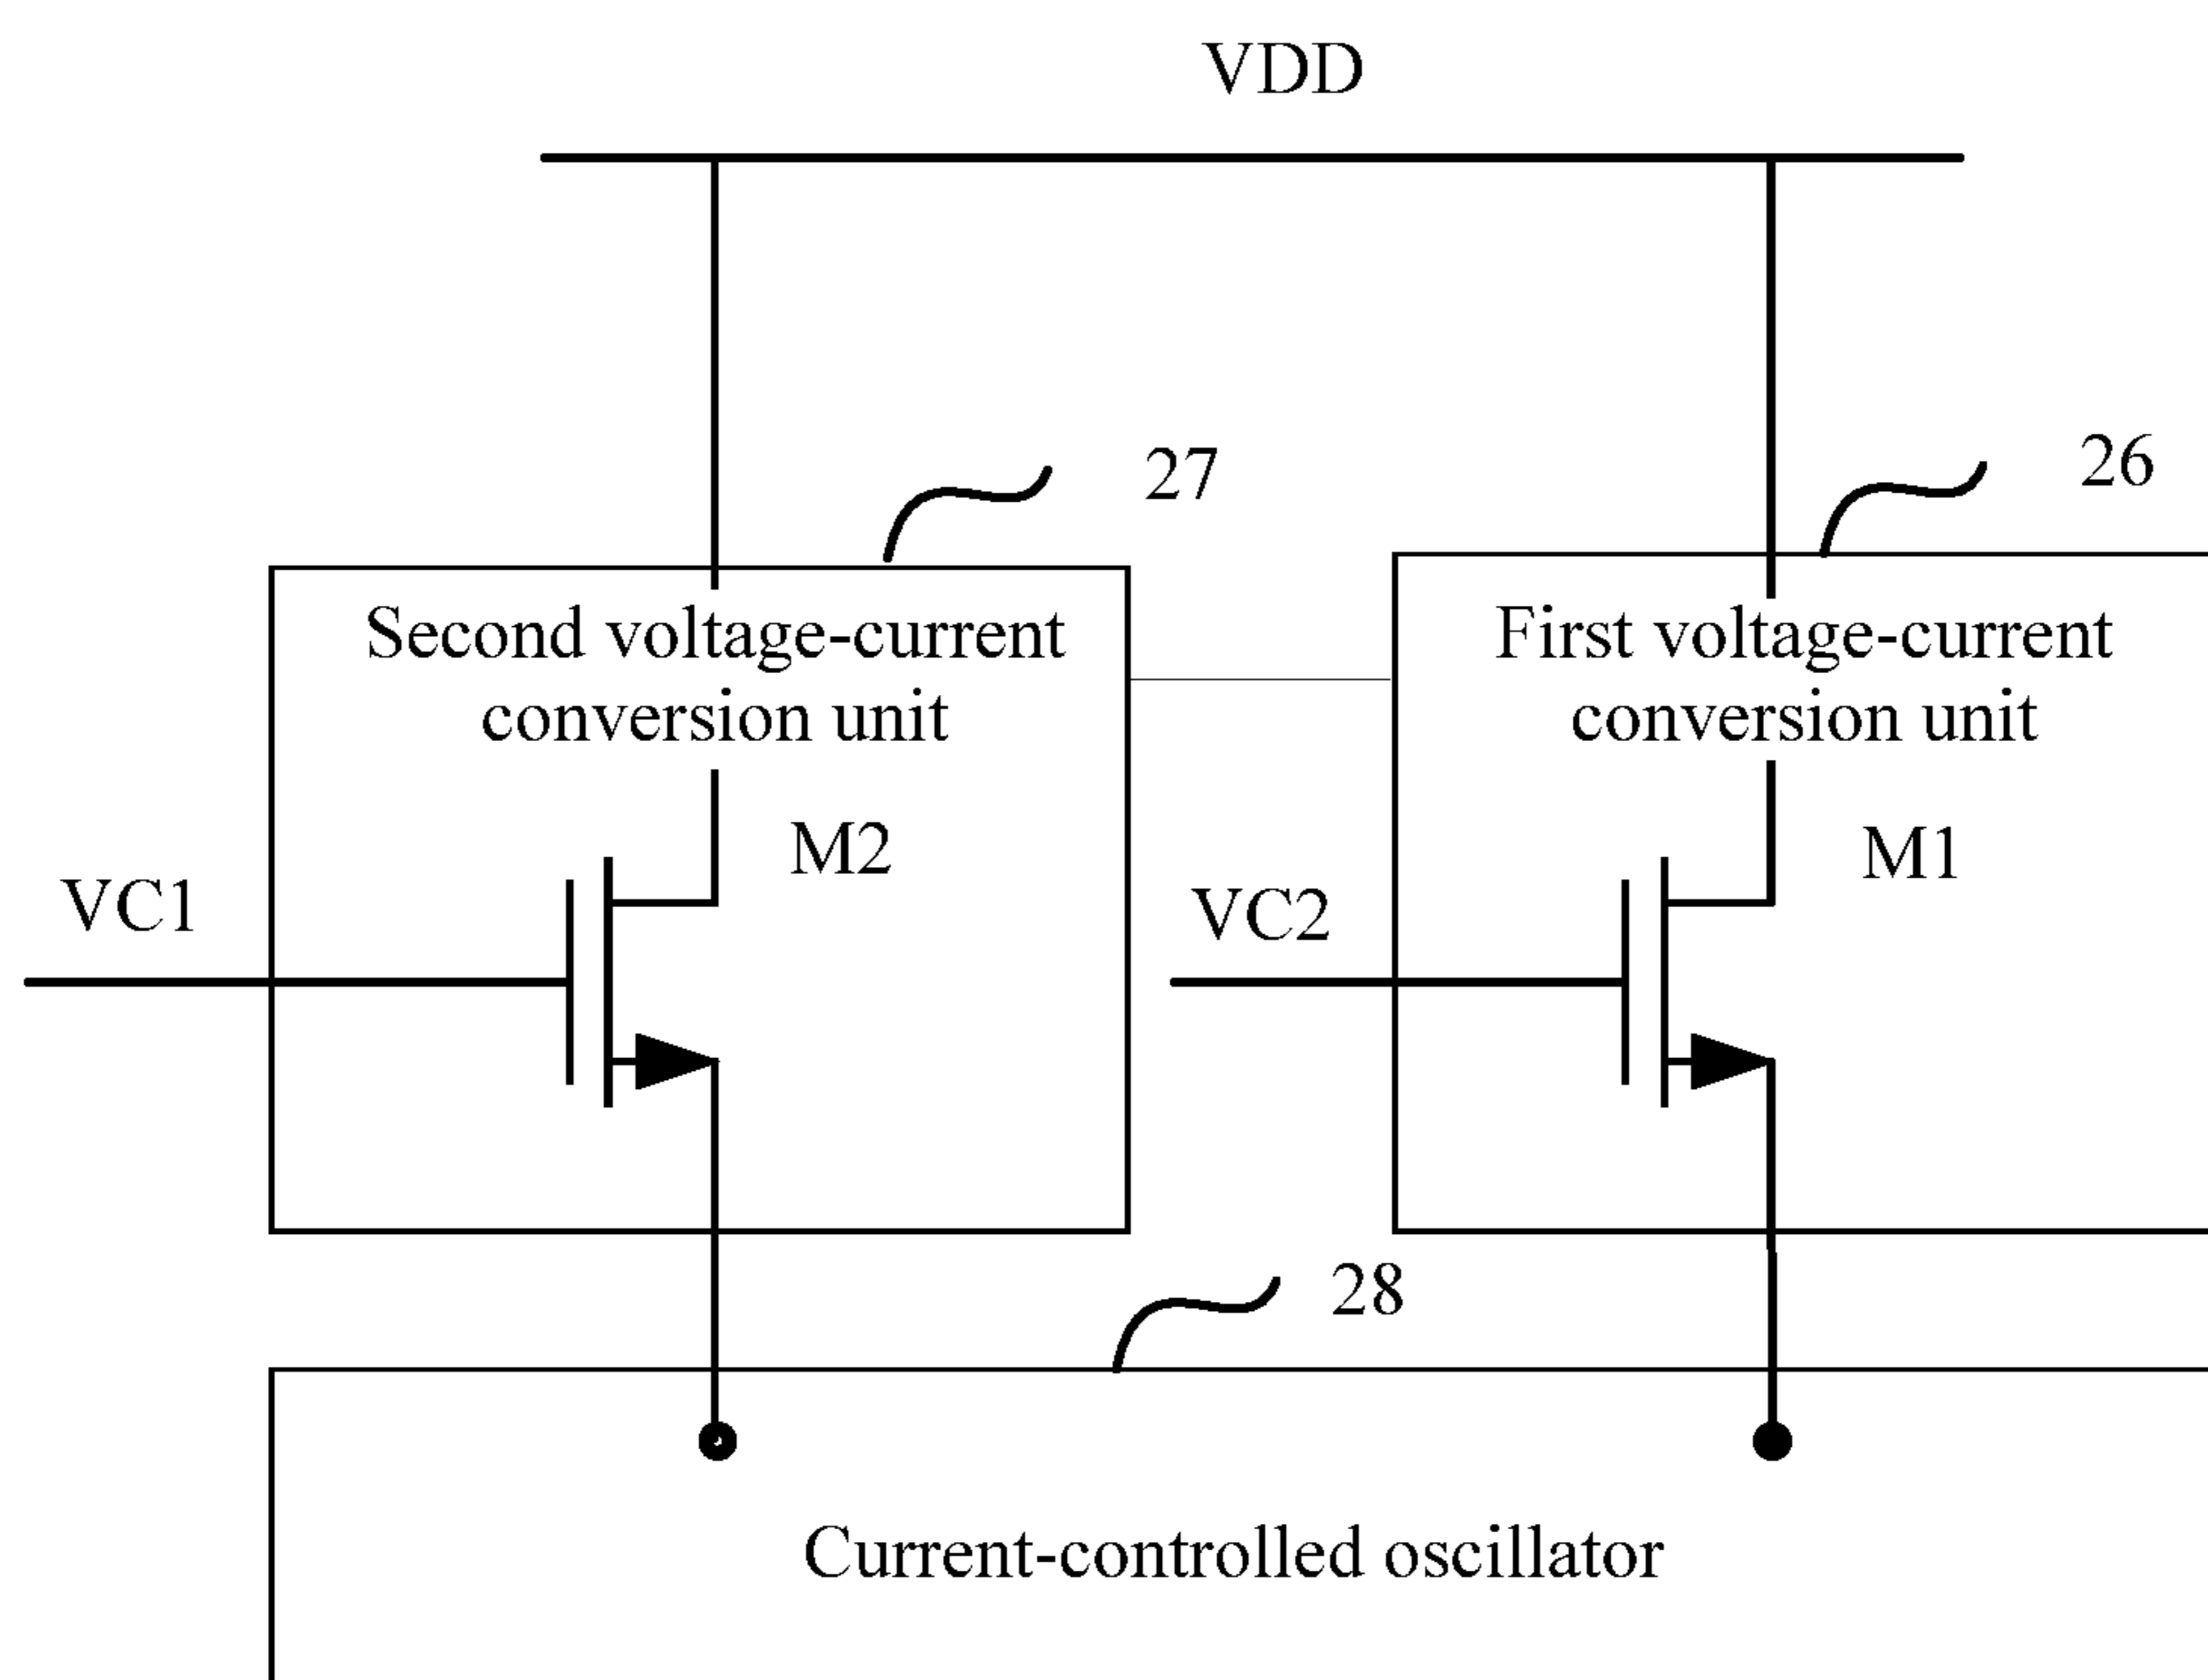 VDD
27
26
Second voltage-current
conversion unit
First voltage-current
conversion unit
M2
M1
VC1
VC2
28
Current-controlled oscillator